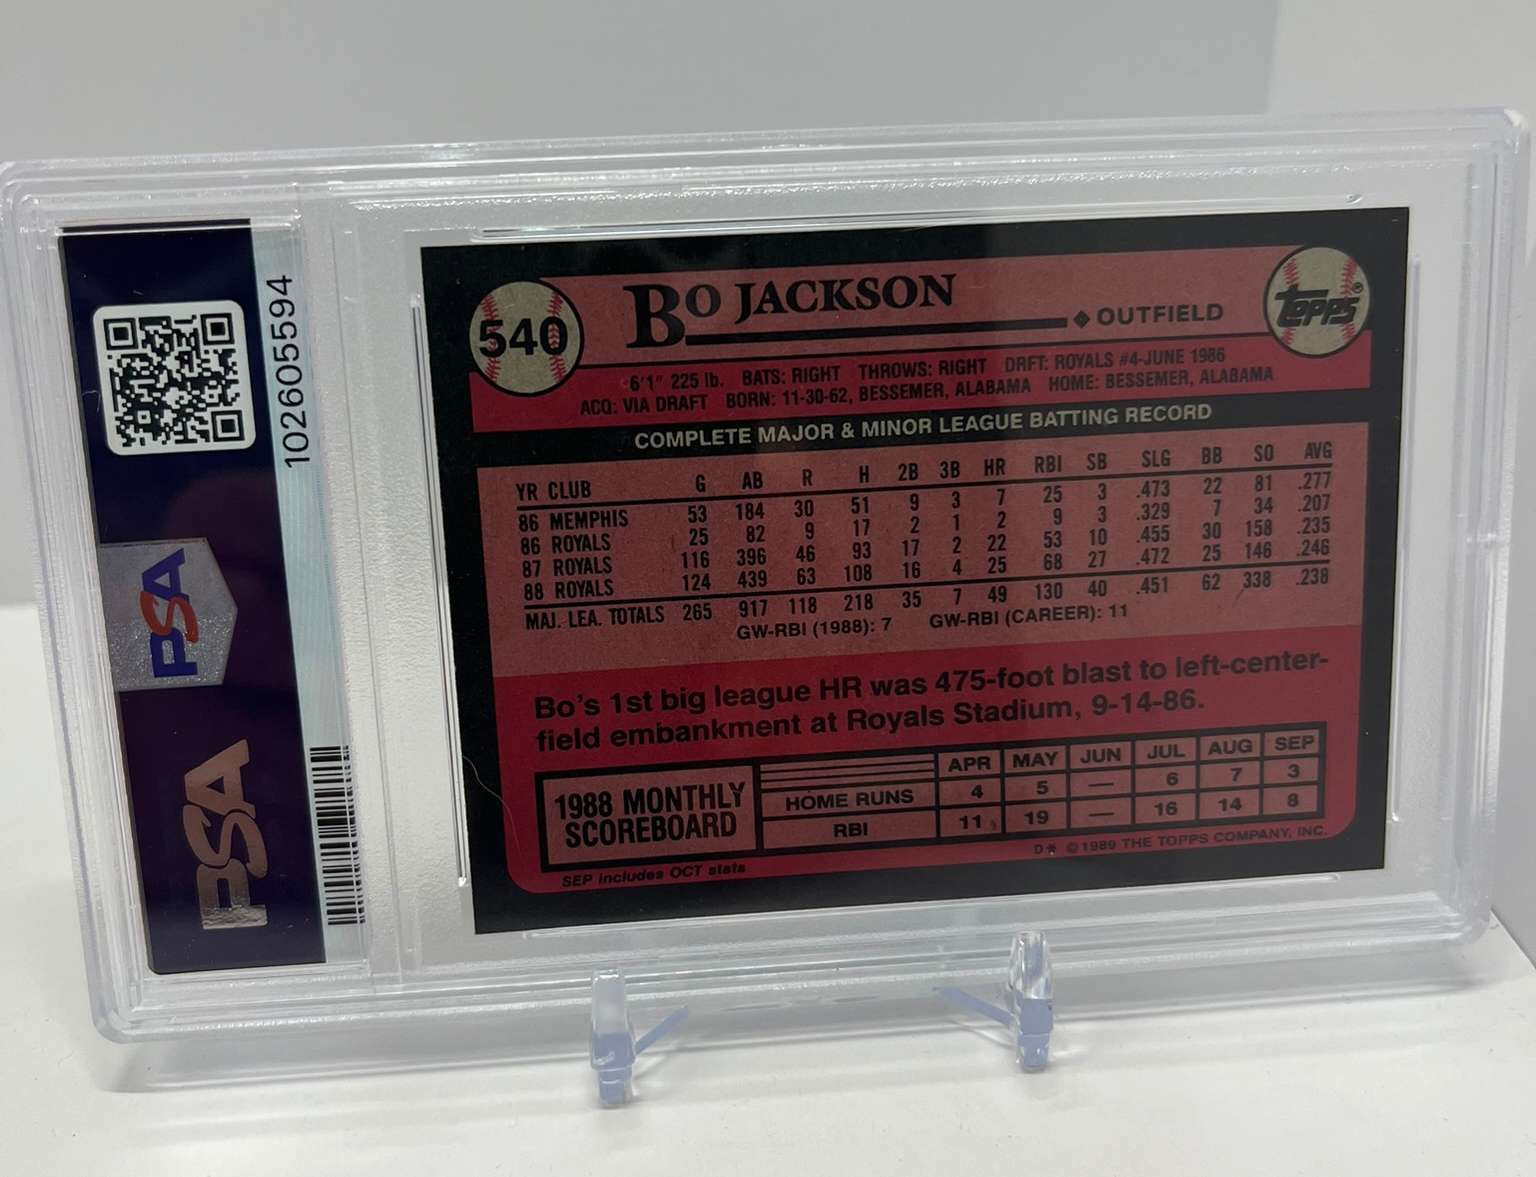 102605594
PSA
PSA
540
BO JACKSON
◆ OUTFIELD
TOPPS®
6'1" 225 lb. BATS: RIGHT THROWS: RIGHT DRFT: ROYALS #4-JUNE 1986
ACQ: VIA DRAFT BORN: 11-30-62, BESSEMER, ALABAMA HOME: BESSEMER, ALABAMA
COMPLETE MAJOR & MINOR LEAGUE BATTING RECORD
YR CLUB G AB R H 2B 3B HR RBI SB SLG BB SO AVG
86 MEMPHIS 53 184 30 51 9 3 7 25 3 .473 22 81 .277
86 ROYALS 25 82 9 17 2 1 2 9 3 .329 7 34 .207
87 ROYALS 116 396 46 93 17 2 22 53 10 .455 30 158 .235
88 ROYALS 124 439 63 108 16 4 25 68 27 .472 25 146 .246
MAJ. LEA. TOTALS 265 917 118 218 35 7 49 130 40 .451 62 338 .238
GW-RBI (1988): 7 GW-RBI (CAREER): 11
Bo's 1st big league HR was 475-foot blast to left-center-
field embankment at Royals Stadium, 9-14-86.
1988 MONTHLY
SCOREBOARD
APR MAY JUN JUL AUG SEP
HOME RUNS 4 5 — 6 7 3
RBI 11 19 — 16 14 8
SEP includes OCT stats
D* ©1989 THE TOPPS COMPANY, INC.